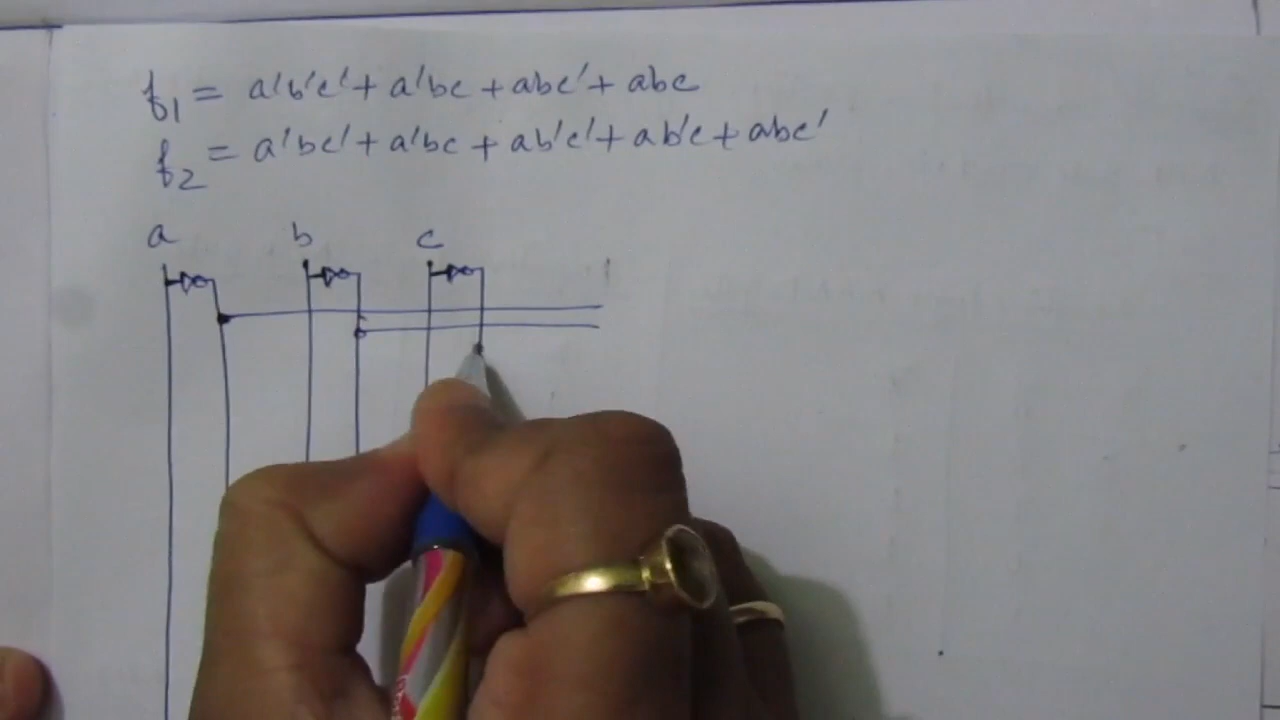 f1 = a'b'c' + a'bc + abc' + abc
f2 = a'bc' + a'bc + ab'c' + ab'c + abc'
a b c